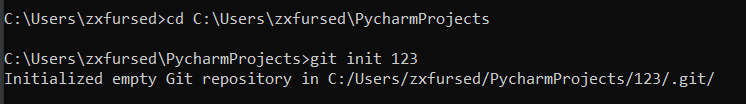 C:\Users\zxfursed>cd C:\Users\zxfursed\PycharmProjects
C:\Users\zxfursed\PycharmProjects>git init 123
Initialized empty Git repository in C:/Users/zxfursed/PycharmProjects/123/.git/